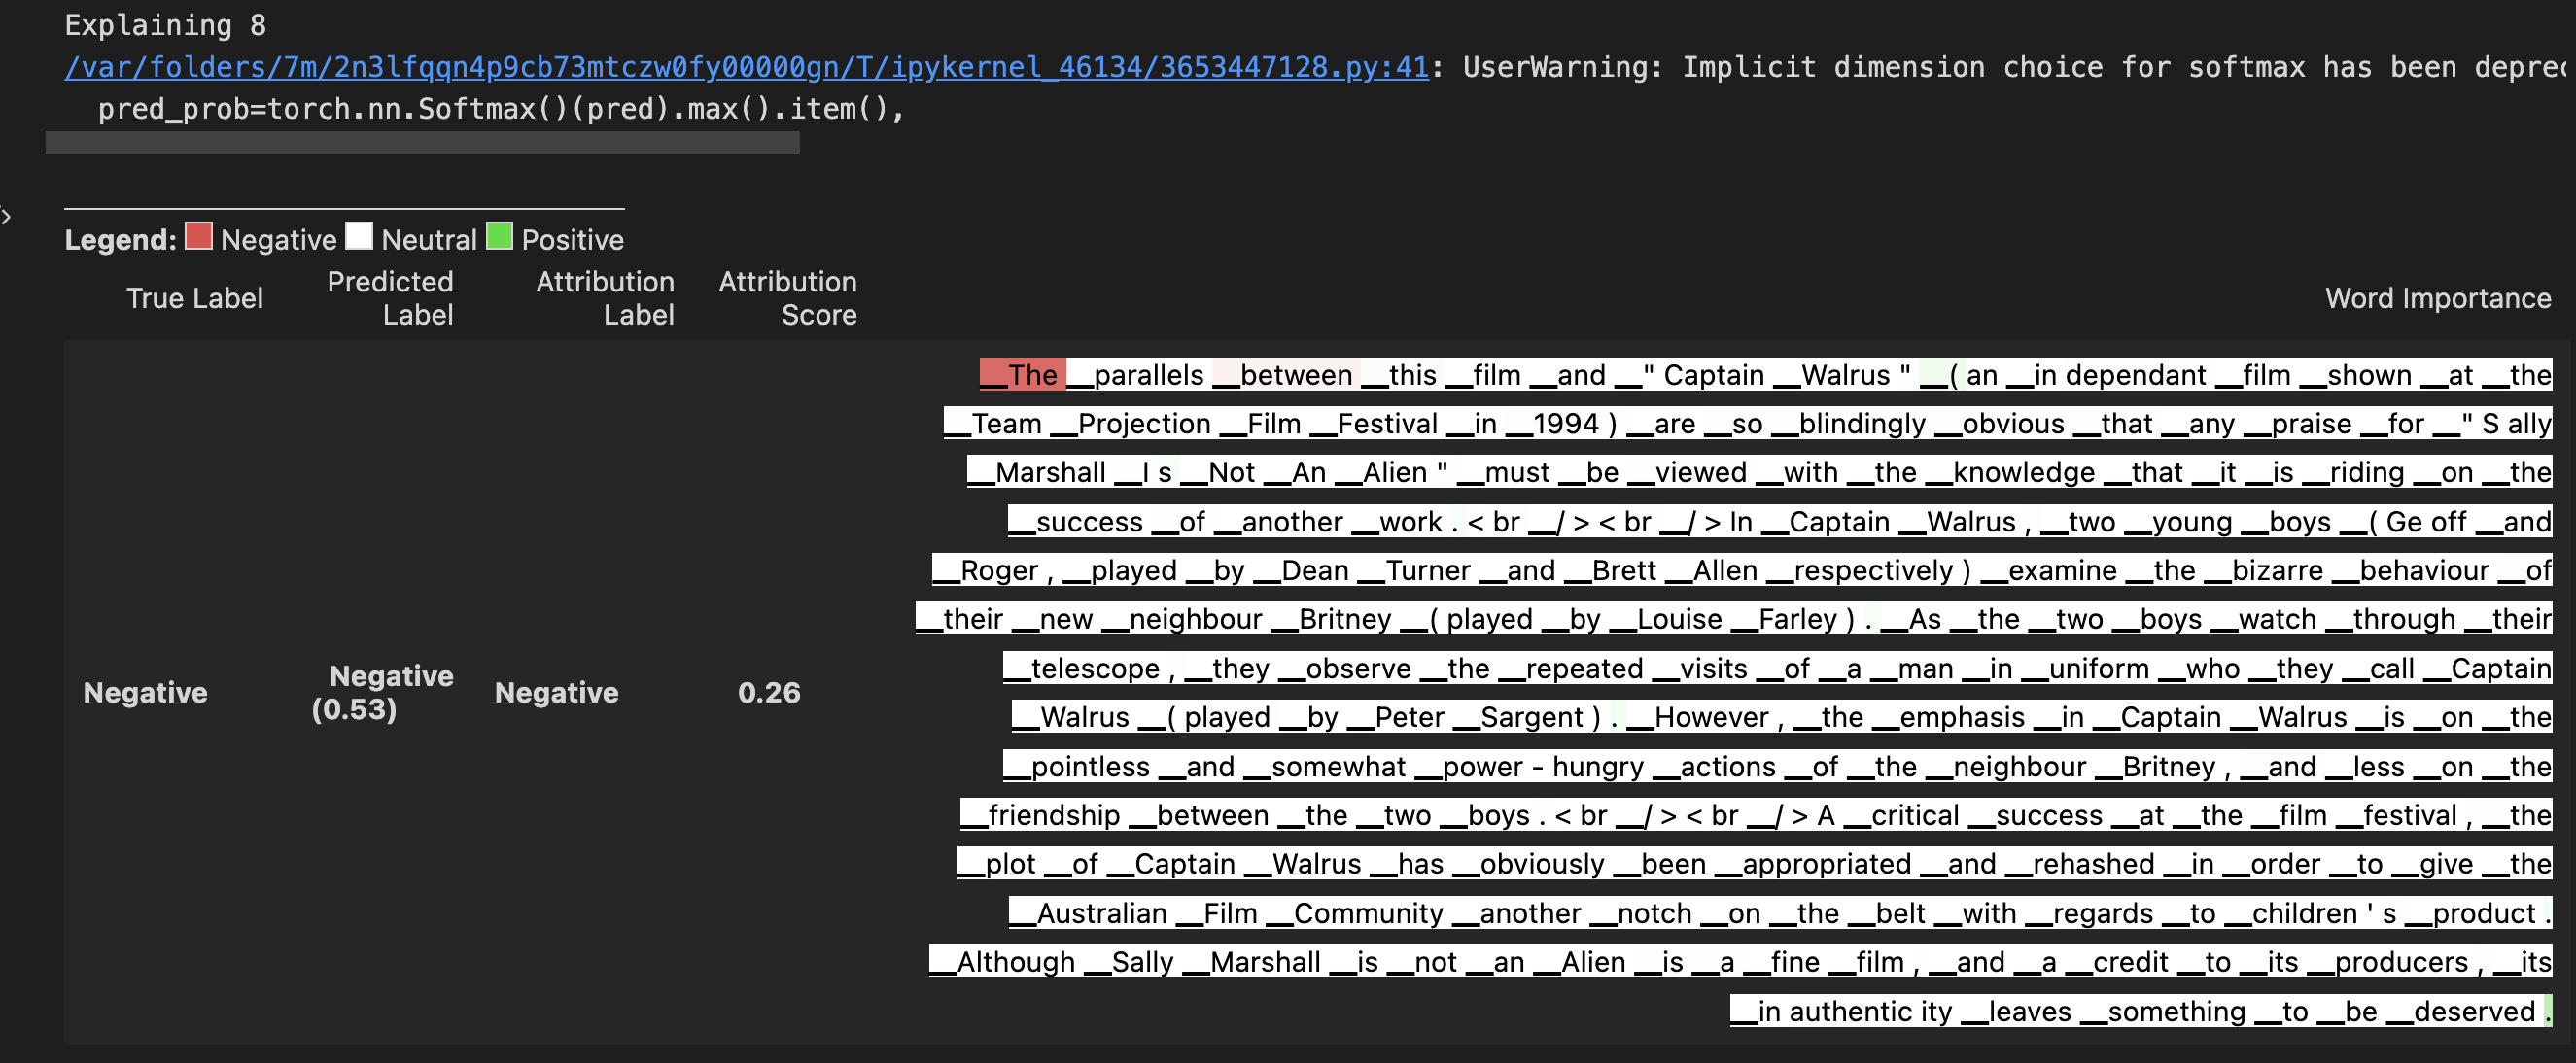 Explaining 8
/var/folders/7m/2n3lfqqn4p9cb73mtczw0fy00000gn/T/ipykernel_46134/3653447128.py:41: UserWarning: Implicit dimension choice for softmax has been deprec
pred_prob=torch.nn.Softmax()(pred).max().item(),
Legend: Negative Neutral Positive
True Label Predicted Label Attribution Label Attribution Score Word Importance
Negative Negative (0.53) Negative 0.26
__The __parallels __between __this __film __and __" Captain __Walrus " __( an __in dependant __film __shown __at __the
__Team __Projection __Film __Festival __in __1994 ) __are __so __blindingly __obvious __that __any __praise __for __" S ally
__Marshall __I s __Not __An __Alien " __must __be __viewed __with __the __knowledge __that __it __is __riding __on __the
__success __of __another __work . < br __/ > < br __/ > In __Captain __Walrus , __two __young __boys __( Ge off __and
__Roger , __played __by __Dean __Turner __and __Brett __Allen __respectively ) __examine __the __bizarre __behaviour __of
__their __new __neighbour __Britney __( played __by __Louise __Farley ) . __As __the __two __boys __watch __through __their
__telescope , __they __observe __the __repeated __visits __of __a __man __in __uniform __who __they __call __Captain
__Walrus __( played __by __Peter __Sargent ) . __However , __the __emphasis __in __Captain __Walrus __is __on __the
__pointless __and __somewhat __power - hungry __actions __of __the __neighbour __Britney , __and __less __on __the
__friendship __between __the __two __boys . < br __/ > < br __/ > A __critical __success __at __the __film __festival , __the
__plot __of __Captain __Walrus __has __obviously __been __appropriated __and __rehashed __in __order __to __give __the
__Australian __Film __Community __another __notch __on __the __belt __with __regards __to __children ' s __product .
__Although __Sally __Marshall __is __not __an __Alien __is __a __fine __film , __and __a __credit __to __its __producers , __its
__in authentic ity __leaves __something __to __be __deserved .